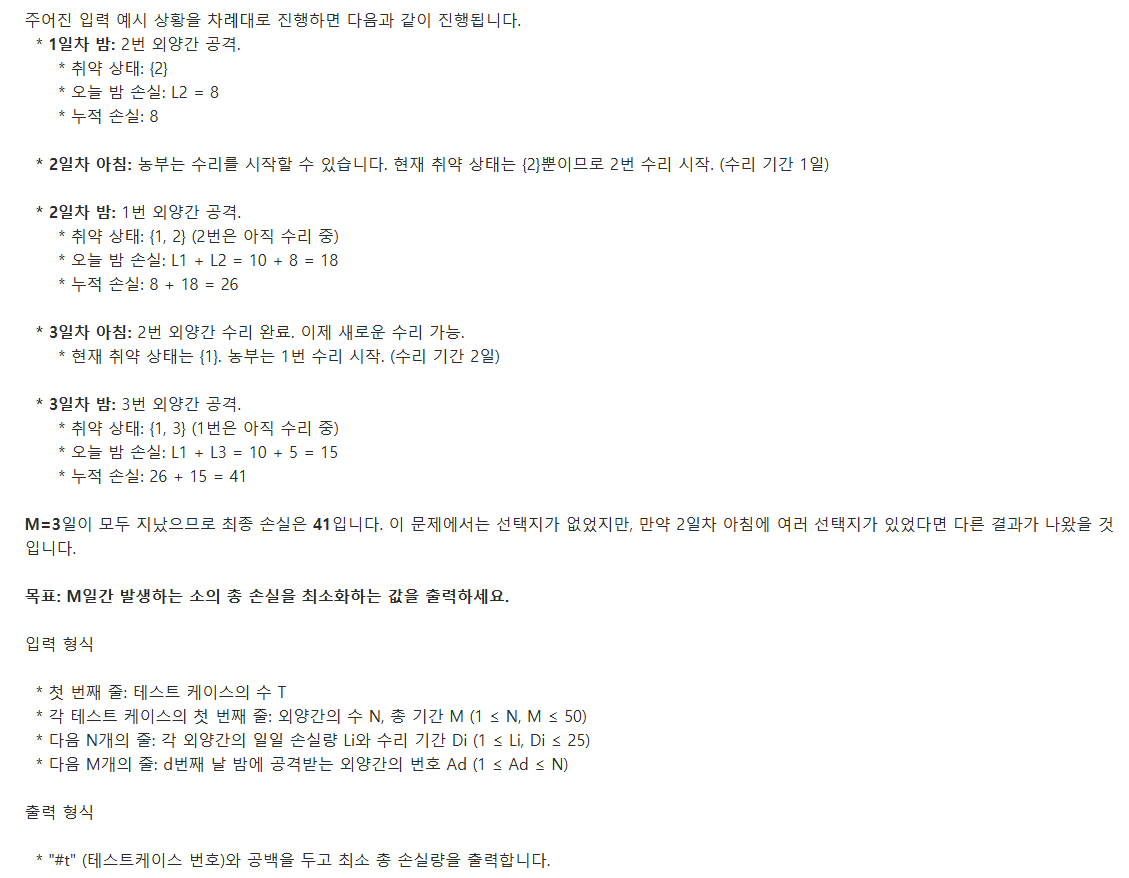 주어진 입력 예시 상황을 차례대로 진행하면 다음과 같이 진행됩니다.
* 1일차 밤: 2번 외양간 공격.
* 취약 상태: {2}
* 오늘 밤 손실: L2 = 8
* 누적 손실: 8
* 2일차 아침: 농부는 수리를 시작할 수 있습니다. 현재 취약 상태는 {2}뿐이므로 2번 수리 시작. (수리 기간 1일)
* 2일차 밤: 1번 외양간 공격.
* 취약 상태: {1, 2} (2번은 아직 수리 중)
* 오늘 밤 손실: L1 + L2 = 10 + 8 = 18
* 누적 손실: 8 + 18 = 26
* 3일차 아침: 2번 외양간 수리 완료. 이제 새로운 수리 가능.
* 현재 취약 상태는 {1}. 농부는 1번 수리 시작. (수리 기간 2일)
* 3일차 밤: 3번 외양간 공격.
* 취약 상태: {1, 3} (1번은 아직 수리 중)
* 오늘 밤 손실: L1 + L3 = 10 + 5 = 15
* 누적 손실: 26 + 15 = 41
M=3일이 모두 지났으므로 최종 손실은 41입니다. 이 문제에서는 선택지가 없었지만, 만약 2일차 아침에 여러 선택지가 있었다면 다른 결과가 나왔을 것
입니다.
목표: M일간 발생하는 소의 총 손실을 최소화하는 값을 출력하세요.
입력 형식
* 첫 번째 줄: 테스트 케이스의 수 T
* 각 테스트 케이스의 첫 번째 줄: 외양간의 수 N, 총 기간 M (1 ≤ N, M ≤ 50)
* 다음 N개의 줄: 각 외양간의 일일 손실량 Li와 수리 기간 Di (1 ≤ Li, Di ≤ 25)
* 다음 M개의 줄: d번째 날 밤에 공격받는 외양간의 번호 Ad (1 ≤ Ad ≤ N)
출력 형식
* "#t" (테스트케이스 번호)와 공백을 두고 최소 총 손실량을 출력합니다.